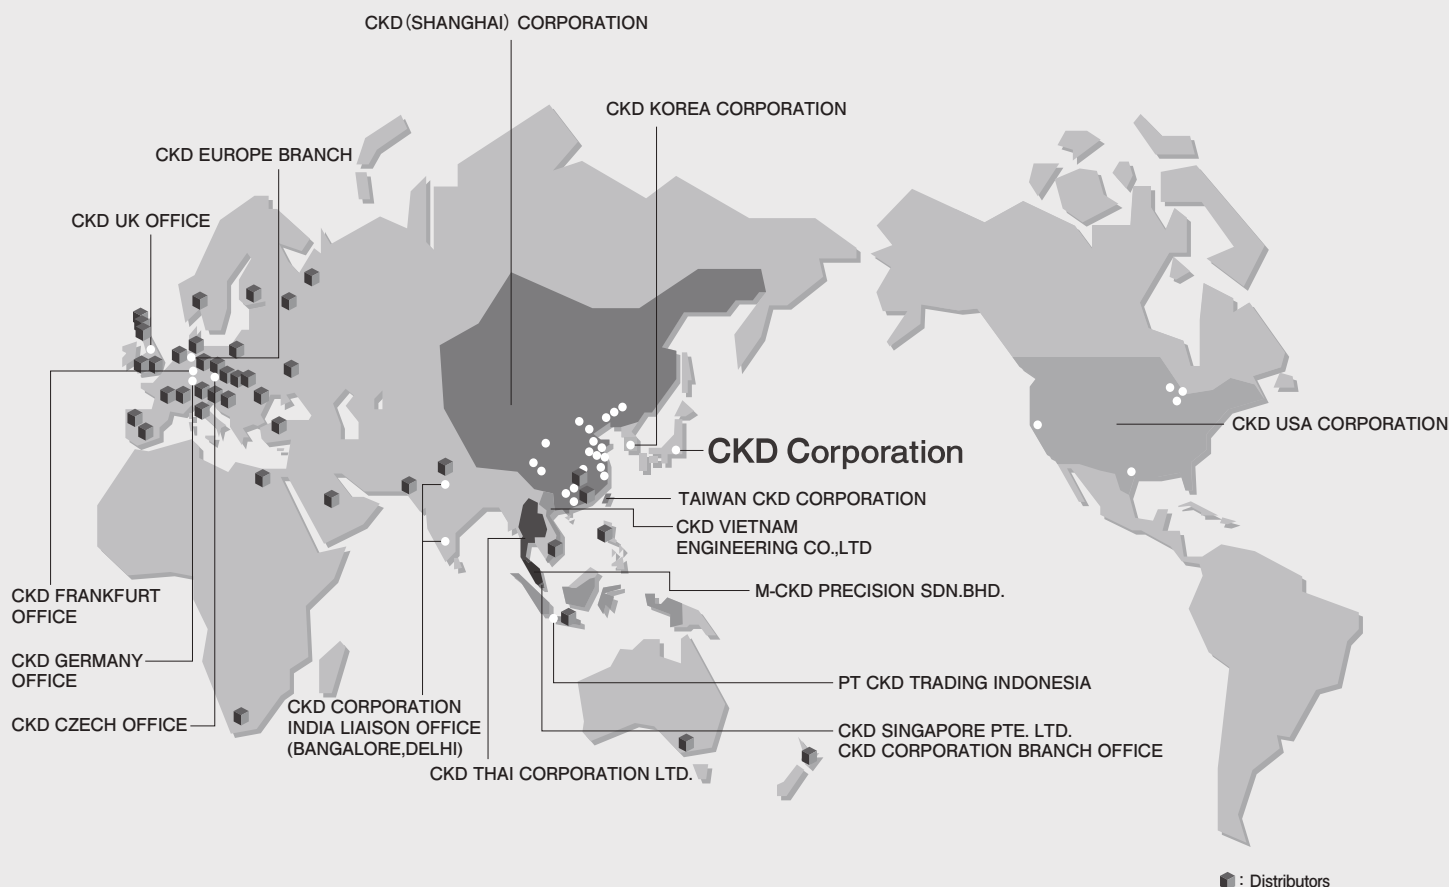 CKD(SHANGHAI) CORPORATION
CKD KOREA CORPORATION
CKD EUROPE BRANCH
CKD UK OFFICE
CKD USA CORPORATION
CKD Corporation
TAIWAN CKD CORPORATION
CKD VIETNAM
ENGINEERING CO.,LTD
M-CKD PRECISION SDN.BHD.
CKD FRANKFURT
OFFICE
CKD GERMANY
OFFICE
CKD CZECH OFFICE
CKD CORPORATION
INDIA LIAISON OFFICE
(BANGALORE,DELHI)
CKD THAI CORPORATION LTD.
PT CKD TRADING INDONESIA
CKD SINGAPORE PTE. LTD.
CKD CORPORATION BRANCH OFFICE
: Distributors